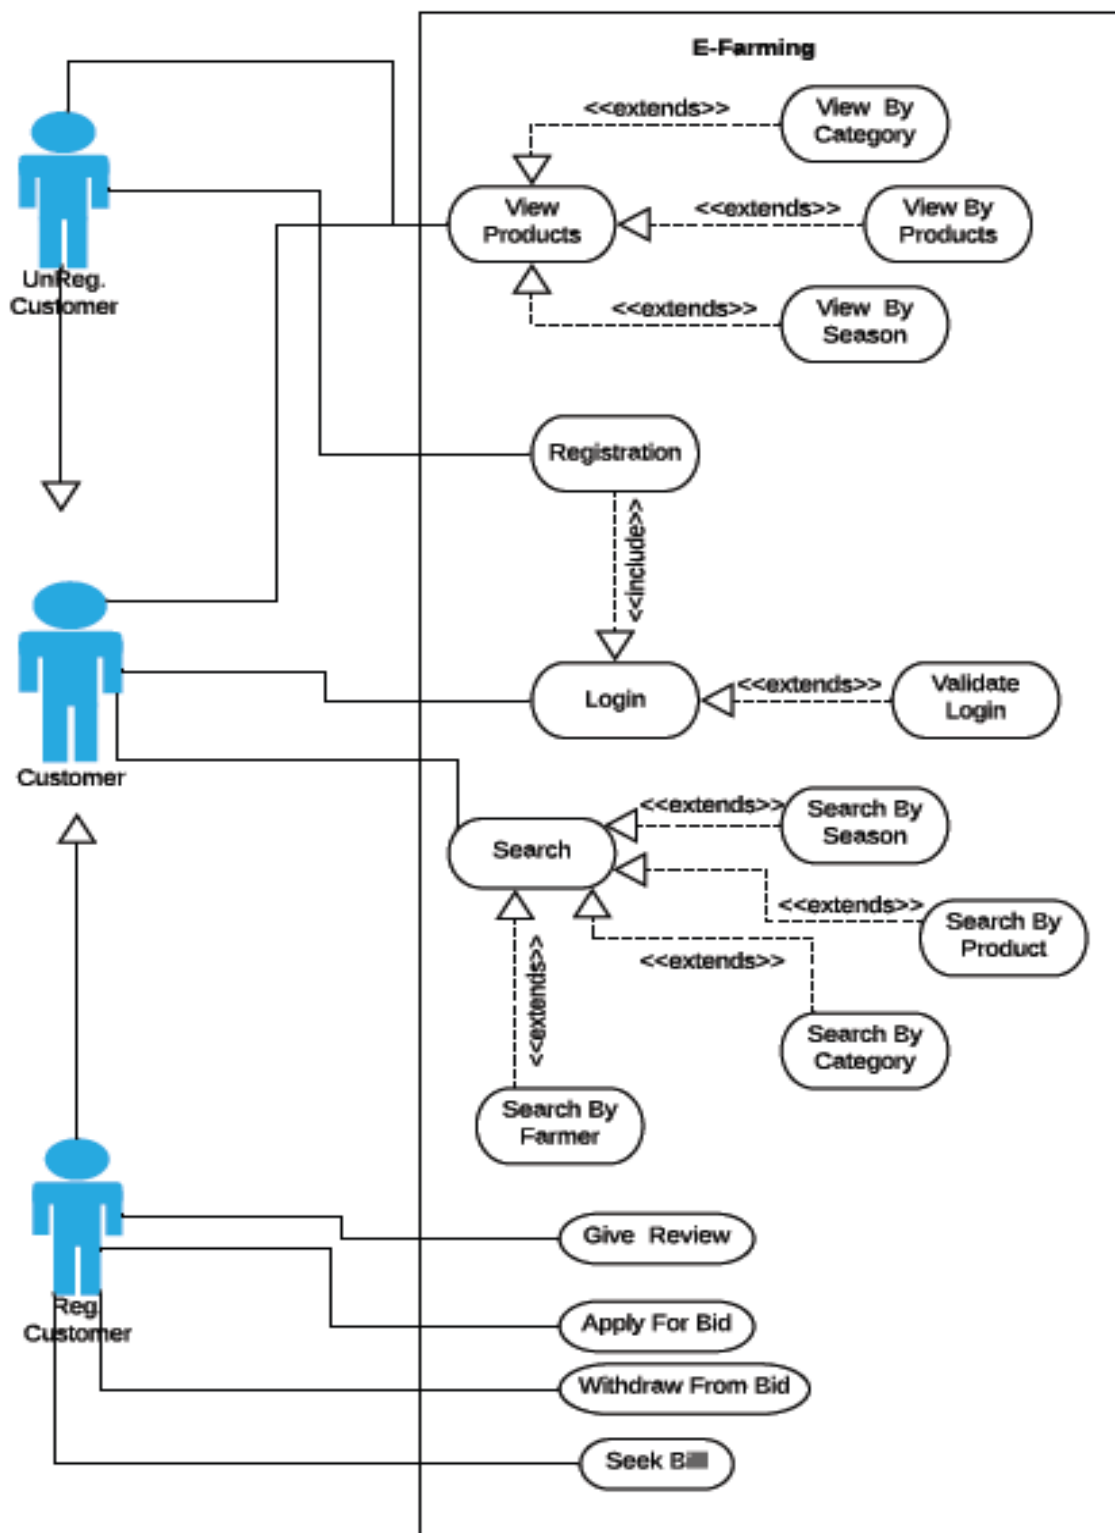 E-Farming
<<extends>>
View By
Category
View
Products
<<extends>>
View By
Products
<<extends>>
View By
Season
UnReg.
Customer
Registration
<<include>>
Login
<<extends>>
Validate
Login
Customer
Search
<<extends>>
Search By
Season
<<extends>>
Search By
Product
<<extends>>
Search By
Category
<<extends>>
Search By
Farmer
Reg.
Customer
Give Review
Apply For Bid
Withdraw From Bid
Seek